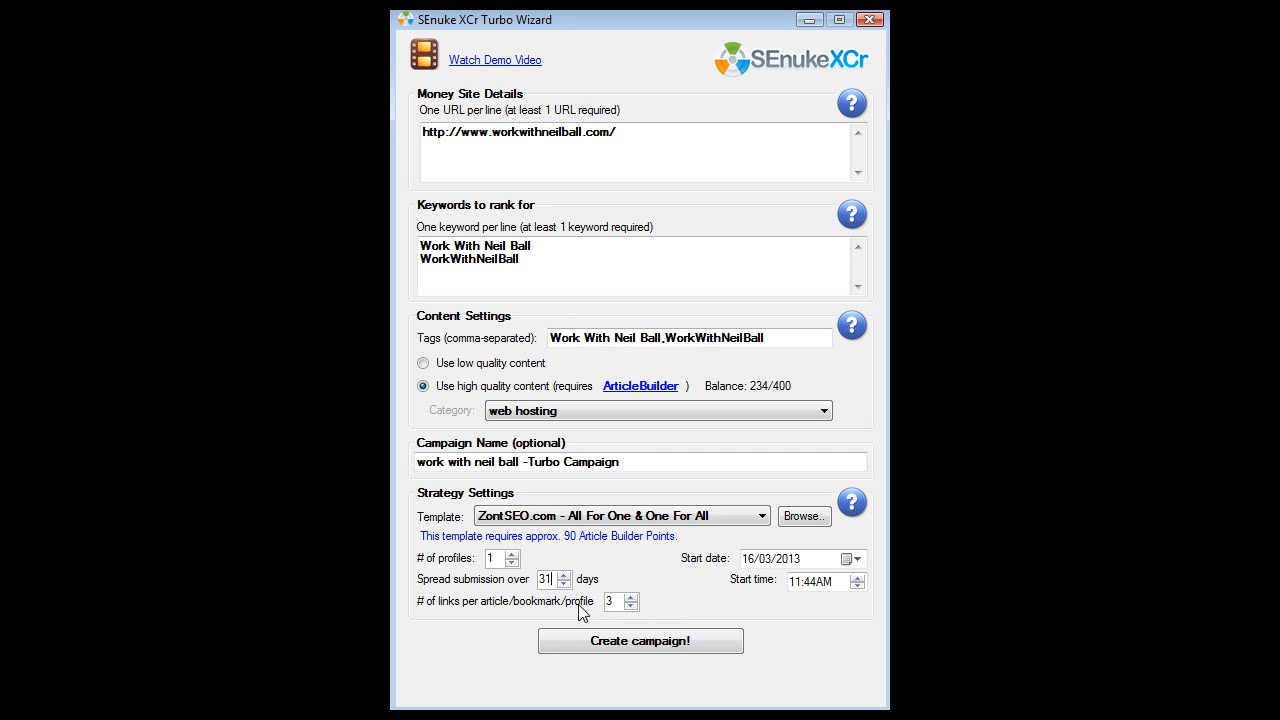 SEnuke XCr Turbo Wizard
Watch Demo Video
SEnukeXCr
Money Site Details
One URL per line (at least 1 URL required)
http://www.workwithneilball.com/
Keywords to rank for
One keyword per line (at least 1 keyword required)
Work With Neil Ball
WorkWithNeilBall
Content Settings
Tags (comma-separated): Work With Neil Ball,WorkWithNeilBall
Use low quality content
Use high quality content (requires ArticleBuilder ) Balance: 234/400
Category: web hosting
Campaign Name (optional)
work with neil ball -Turbo Campaign
Strategy Settings
Template: ZontSEO.com - All For One & One For All Browse..
This template requires approx. 90 Article Builder Points.
# of profiles: 1 Start date: 16/03/2013
Spread submission over 31 days Start time: 11:44AM
# of links per article/bookmark/profile 3
Create campaign!